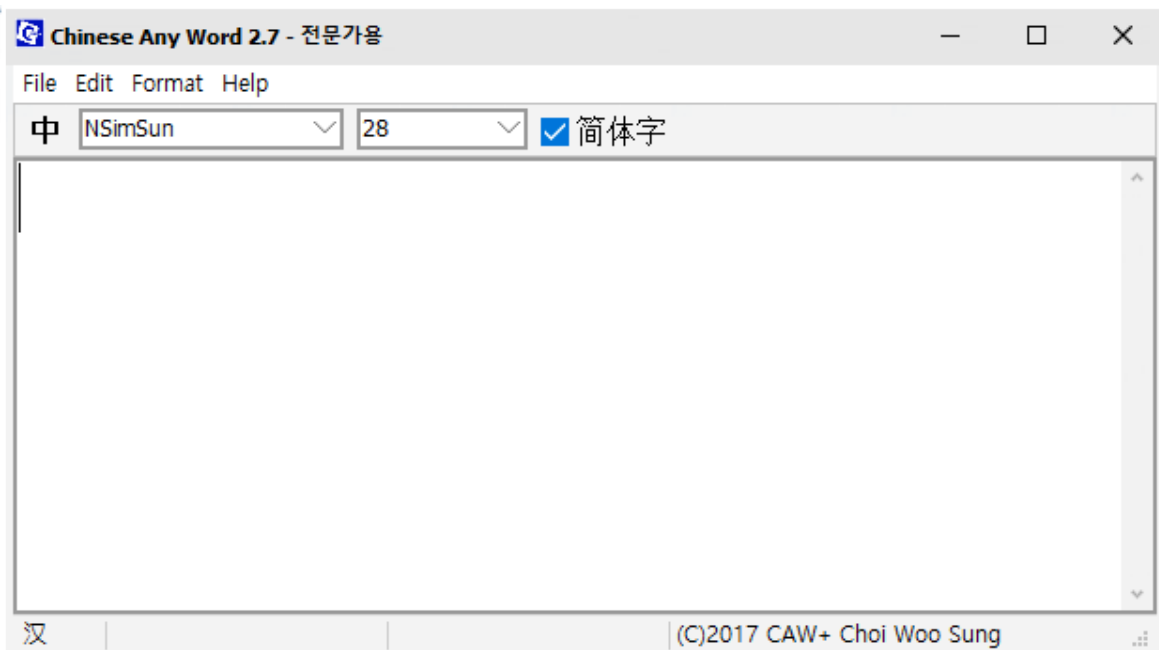 Chinese Any Word 2.7 - 전문가용
File Edit Format Help
中 NSimSun 28 简体字
汉 (C)2017 CAW+ Choi Woo Sung